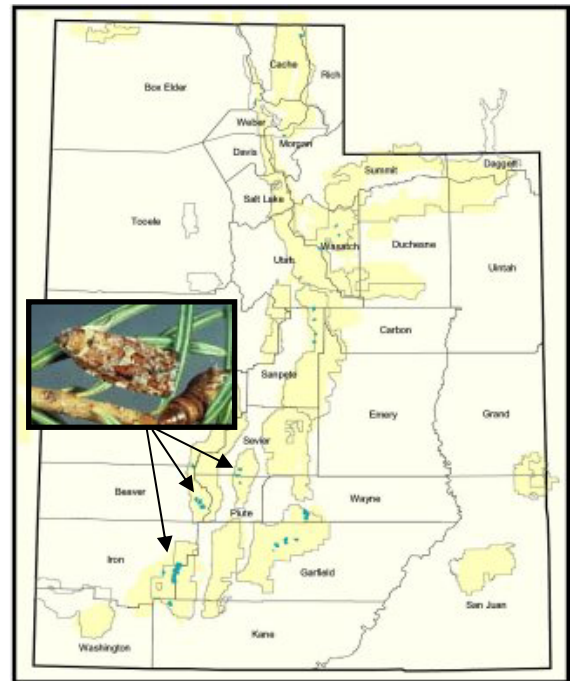 Cache
Rich
Box Elder
Weber
Morgan
Davis
Summit
Daggett
Salt Lake
Tooele
Wasatch
Duchesne
Utah
Uintah
Carbon
Sanpete
Emery
Grand
Sevier
Beaver
Wayne
Piute
Iron
Garfield
San Juan
Washington
Kane